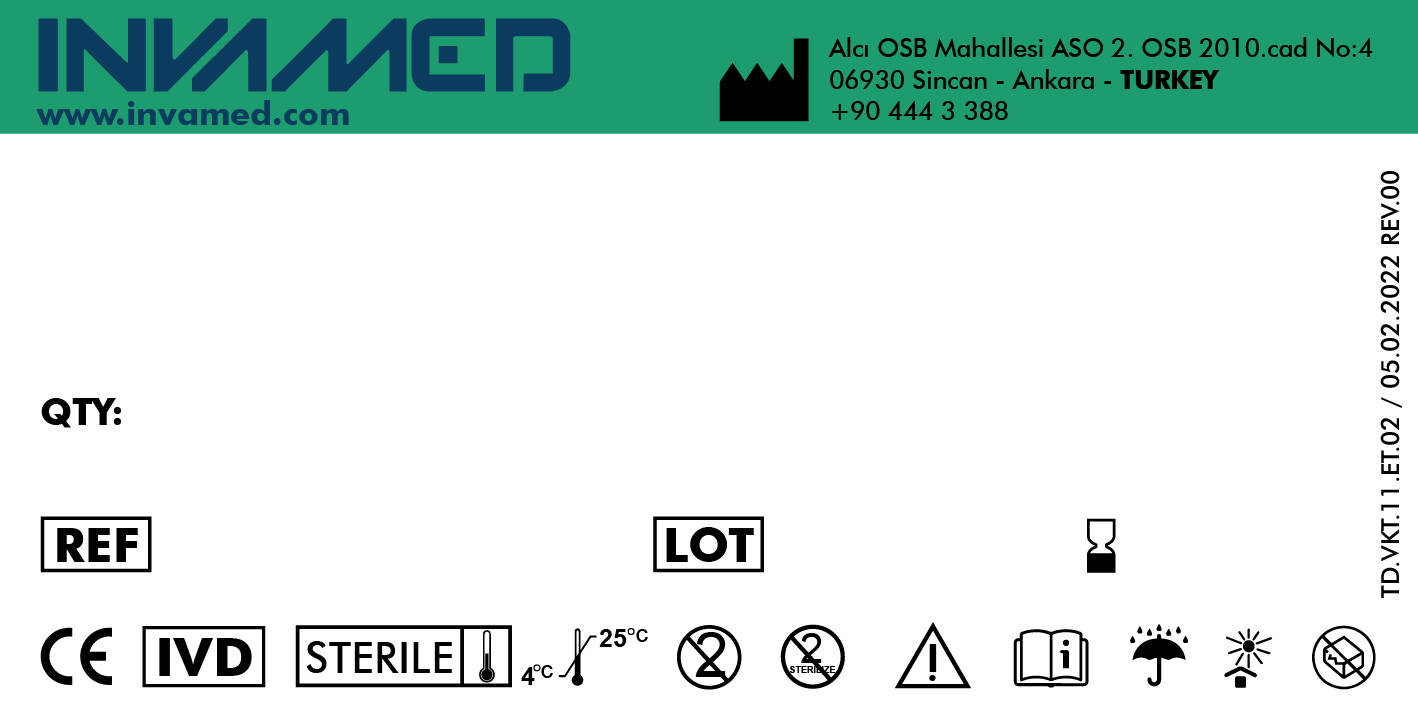 INVAMED
www.invamed.com
Alcı OSB Mahallesi ASO 2. OSB 2010.cad No:4
06930 Sincan - Ankara - TURKEY
+90 444 3 388
TD.VKT.11.ET.02 / 05.02.2022 REV.00
QTY:
REF
LOT
CE
IVD
STERILE
4°C
25°C
2
2
STERILIZE
i